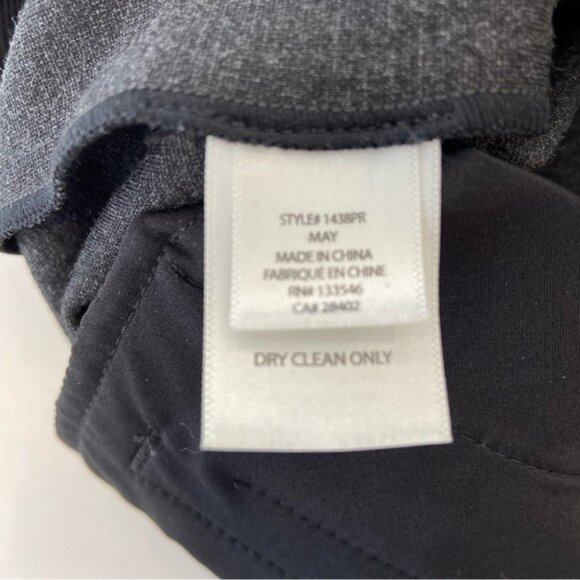 STYLE# 1438PR
MAY
MADE IN CHINA
FABRIQUÉ EN CHINE
RN# 133546
CA# 28402
DRY CLEAN ONLY